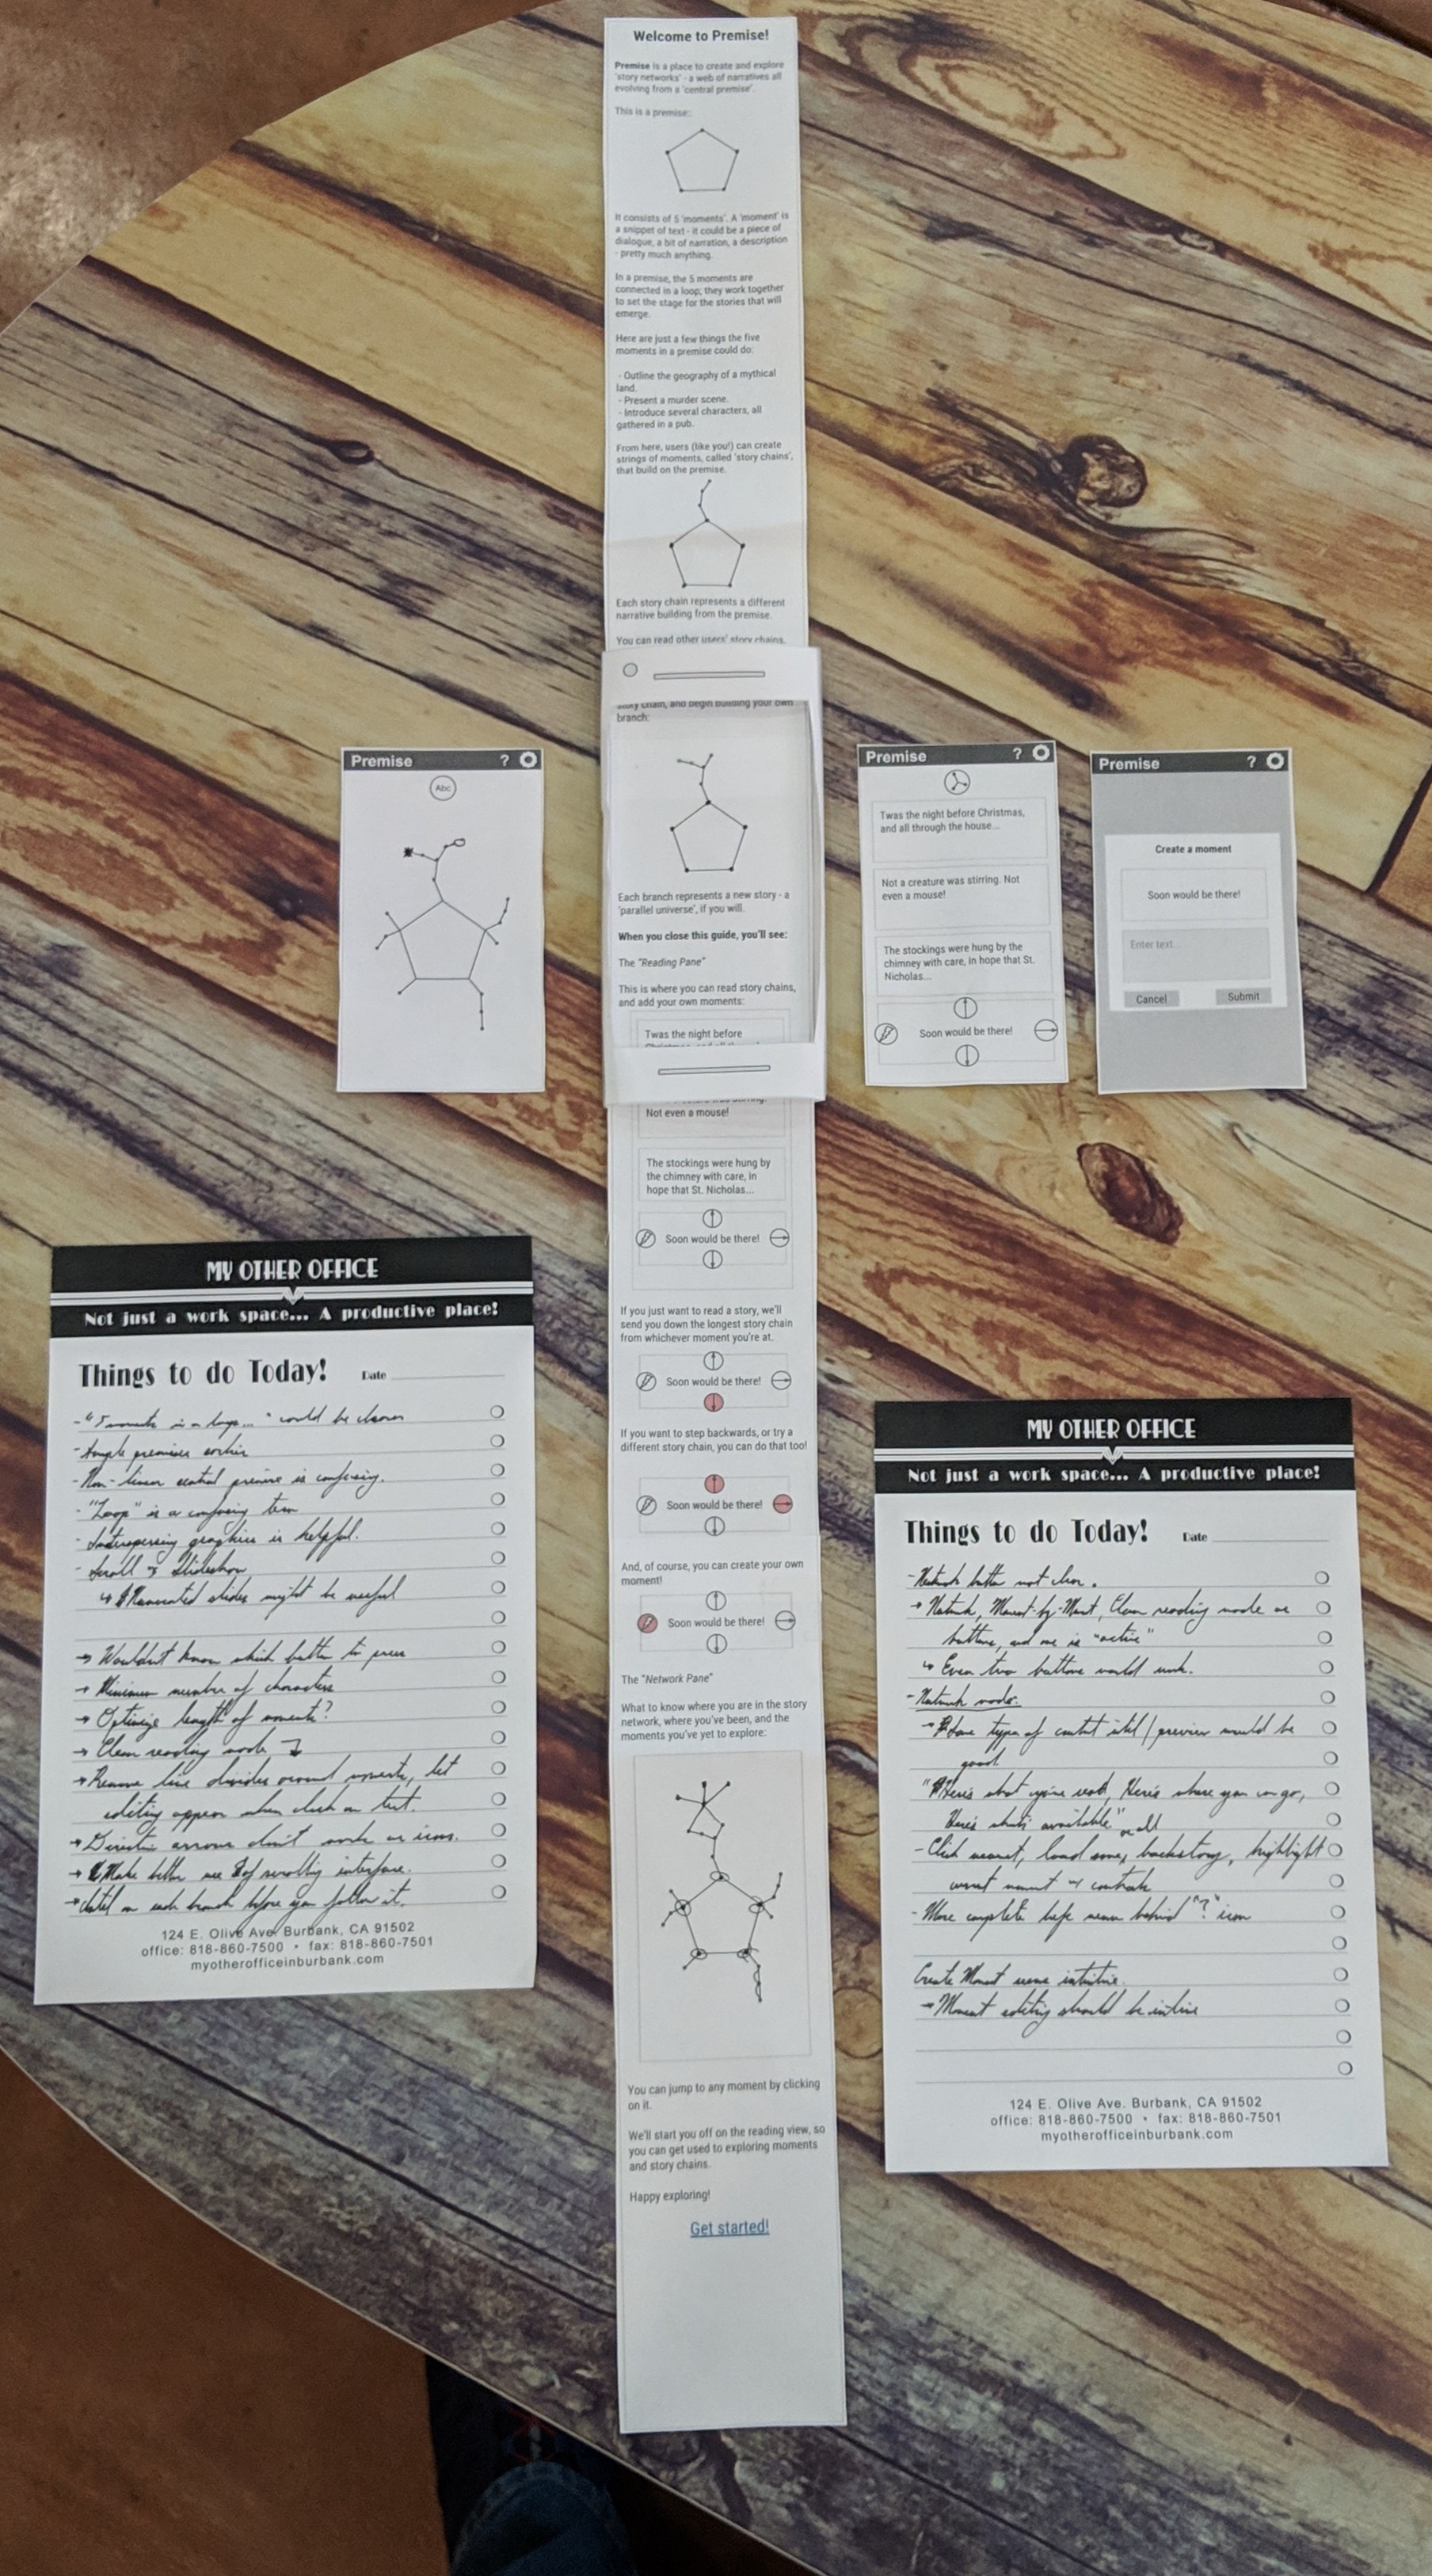 Welcome to Premise!
Premise is a place to create and explore
'story networks' - a web of narratives all
evolving from a 'central premise'.
This is a premise:
It consists of 5 'moments'. A 'moment' is
a snippet of text - it could be a piece of
dialogue, a bit of narration, a description
- pretty much anything.
In a premise, the 5 moments are
connected in a loop; they work together
to set the stage for the stories that will
emerge.
Here are just a few things the five
moments in a premise could do:
- Outline the geography of a mythical
land.
- Present a murder scene.
- Introduce several characters, all
gathered in a pub.
From here, users (like you!) can create
strings of moments, called 'story chains',
that build on the premise.
Each story chain represents a different
narrative building from the premise.
You can read other users' story chains,
story chain, and begin building your own
branch:
Each branch represents a new story - a
'parallel universe', if you will.
When you close this guide, you'll see:
The "Reading Pane"
This is where you can read story chains,
and add your own moments:
Twas the night before
Not even a mouse!
The stockings were hung by
the chimney with care, in
hope that St. Nicholas...
Soon would be there!
If you just want to read a story, we'll
send you down the longest story chain
from whichever moment you're at.
Soon would be there!
If you want to step backwards, or try a
different story chain, you can do that too!
Soon would be there!
And, of course, you can create your own
moment!
Soon would be there!
The "Network Pane"
What to know where you are in the story
network, where you've been, and the
moments you've yet to explore:
You can jump to any moment by clicking
on it.
We'll start you off on the reading view, so
you can get used to exploring moments
and story chains.
Happy exploring!
Get started!
Premise ?
Abc
Premise ?
Twas the night before Christmas,
and all through the house...
Not a creature was stirring. Not
even a mouse!
The stockings were hung by the
chimney with care, in hope that St.
Nicholas...
Soon would be there!
Premise ?
Create a moment
Soon would be there!
Enter text...
Cancel Submit
MY OTHER OFFICE
Not just a work space... A productive place!
Things to do Today! Date
- "5 moments in a loop..." could be clearer
- Sample premises earlier
- Non-linear central premise is confusing.
- "Loop" is a confusing term
- Interspersing graphics is helpful.
- Scroll Slideshow
↳ Animated slides might be useful
→ Wouldn't know which button to press
→ Minimum number of characters
→ Optimize length of moments?
→ Clean reading mode
→ Remove line dividers around moments, let
editing appear when click on text.
→ Direction arrows don't work as icons.
→ Make better use of scrolling interface.
→ on each branch before you follow it.
124 E. Olive Ave. Burbank, CA 91502
office: 818-860-7500 • fax: 818-860-7501
myotherofficeinburbank.com
MY OTHER OFFICE
Not just a work space... A productive place!
Things to do Today! Date
- Network button not clear.
→ Network, Moment-by-Moment, Clean reading mode as
buttons, and one is "active"
↳ Even two buttons would work.
- Network mode:
→ Some type of content / preview would be
good.
"Here's what you've read, Here's where you can go,
Here's what's available" or all
- Click moment, load some backstory, highlight
current moment w/ controls
- More complete help menu behind "?" icon
Create Moment seems intuitive.
→ Moment editing should be inline
124 E. Olive Ave. Burbank, CA 91502
office: 818-860-7500 • fax: 818-860-7501
myotherofficeinburbank.com